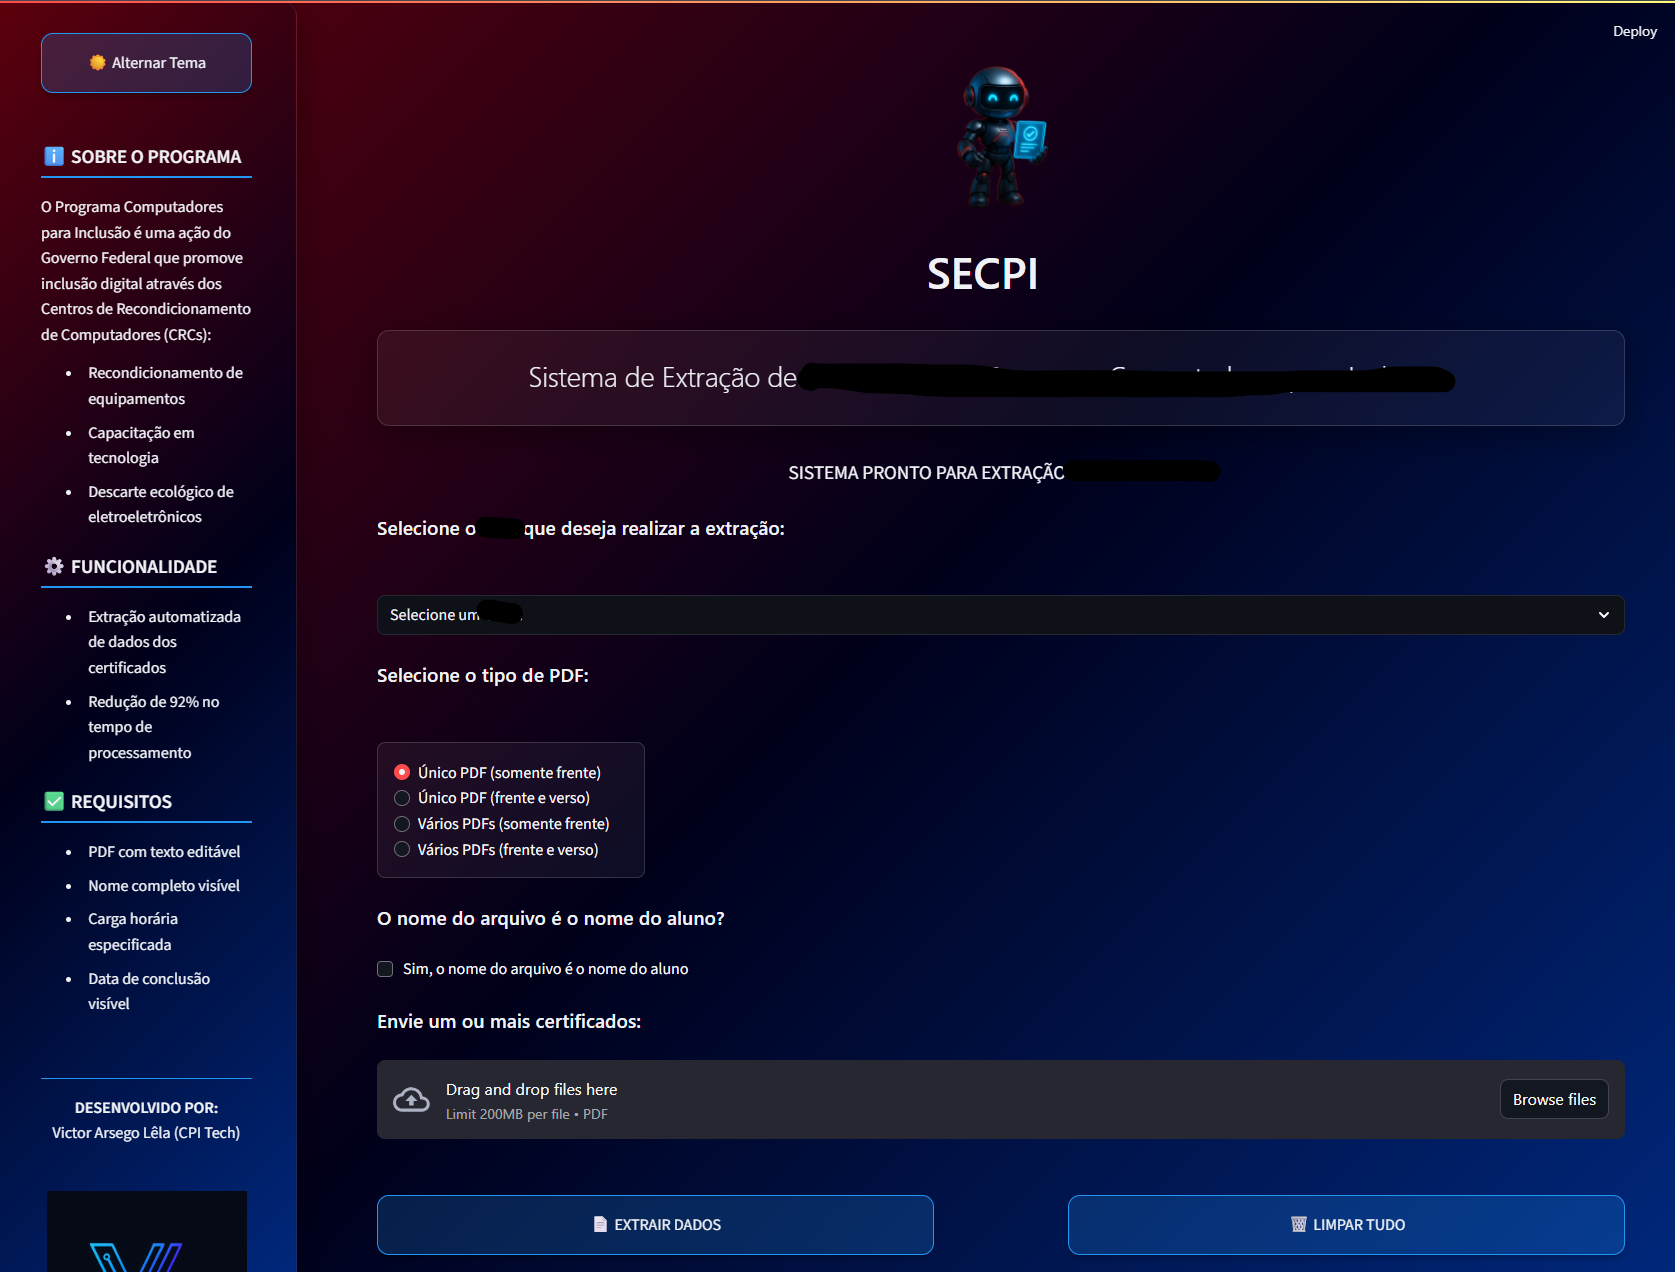 Deploy
Alternar Tema
SOBRE O PROGRAMA
O Programa Computadores
para Inclusão é uma ação do
Governo Federal que promove
inclusão digital através dos
Centros de Recondicionamento
de Computadores (CRCs):
Recondicionamento de
equipamentos
Capacitação em
tecnologia
Descarte ecológico de
eletroeletrônicos
FUNCIONALIDADE
Extração automatizada
de dados dos
certificados
Redução de 92% no
tempo de
processamento
REQUISITOS
PDF com texto editável
Nome completo visível
Carga horária
especificada
Data de conclusão
visível
DESENVOLVIDO POR:
Victor Arsego Lêla (CPI Tech)
SECPI
Sistema de Extração de
SISTEMA PRONTO PARA EXTRAÇÃO
Selecione o que deseja realizar a extração:
Selecione um
Selecione o tipo de PDF:
Único PDF (somente frente)
Único PDF (frente e verso)
Vários PDFs (somente frente)
Vários PDFs (frente e verso)
O nome do arquivo é o nome do aluno?
Sim, o nome do arquivo é o nome do aluno
Envie um ou mais certificados:
Drag and drop files here
Limit 200MB per file • PDF
Browse files
EXTRAIR DADOS
LIMPAR TUDO